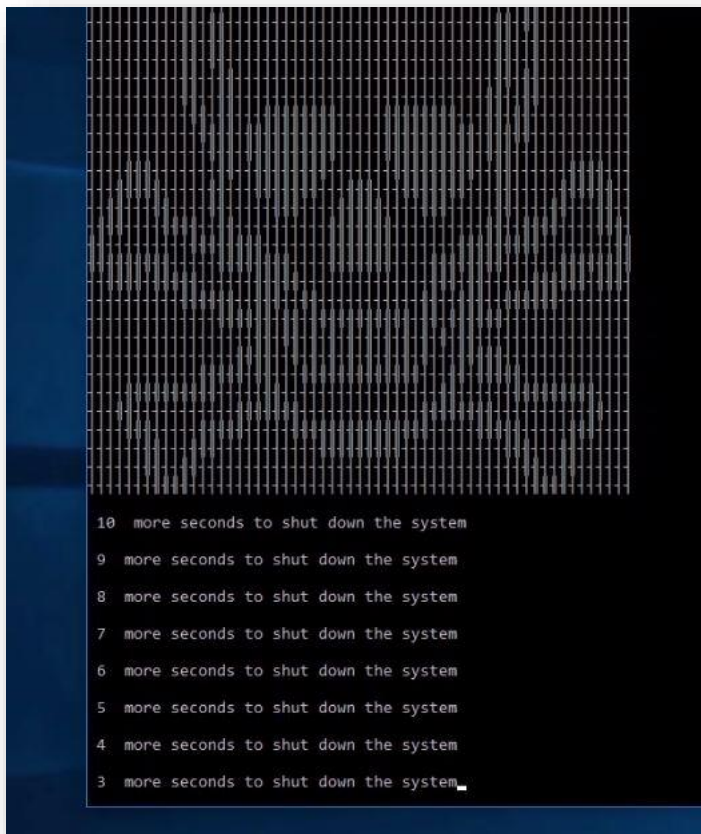 10 more seconds to shut down the system
9 more seconds to shut down the system
8 more seconds to shut down the system
7 more seconds to shut down the system
6 more seconds to shut down the system
5 more seconds to shut down the system
4 more seconds to shut down the system
3 more seconds to shut down the system